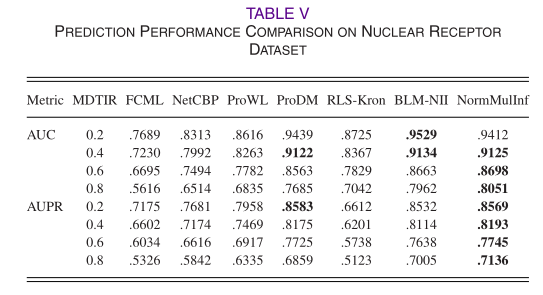 TABLE V
PREDICTION PERFORMANCE COMPARISON ON NUCLEAR RECEPTOR
DATASET
Metric MDTIR FCML NetCBP ProWL ProDM RLS-Kron BLM-NII NormMulInf
AUC 0.2 .7689 .8313 .8616 .9439 .8725 .9529 .9412
0.4 .7230 .7992 .8263 .9122 .8367 .9134 .9125
0.6 .6695 .7494 .7782 .8563 .7829 .8663 .8698
0.8 .5616 .6514 .6835 .7685 .7042 .7962 .8051
AUPR 0.2 .7175 .7681 .7958 .8583 .6612 .8532 .8569
0.4 .6602 .7174 .7469 .8175 .6201 .8114 .8193
0.6 .6034 .6616 .6917 .7725 .5738 .7638 .7745
0.8 .5326 .5842 .6335 .6859 .5123 .7005 .7136